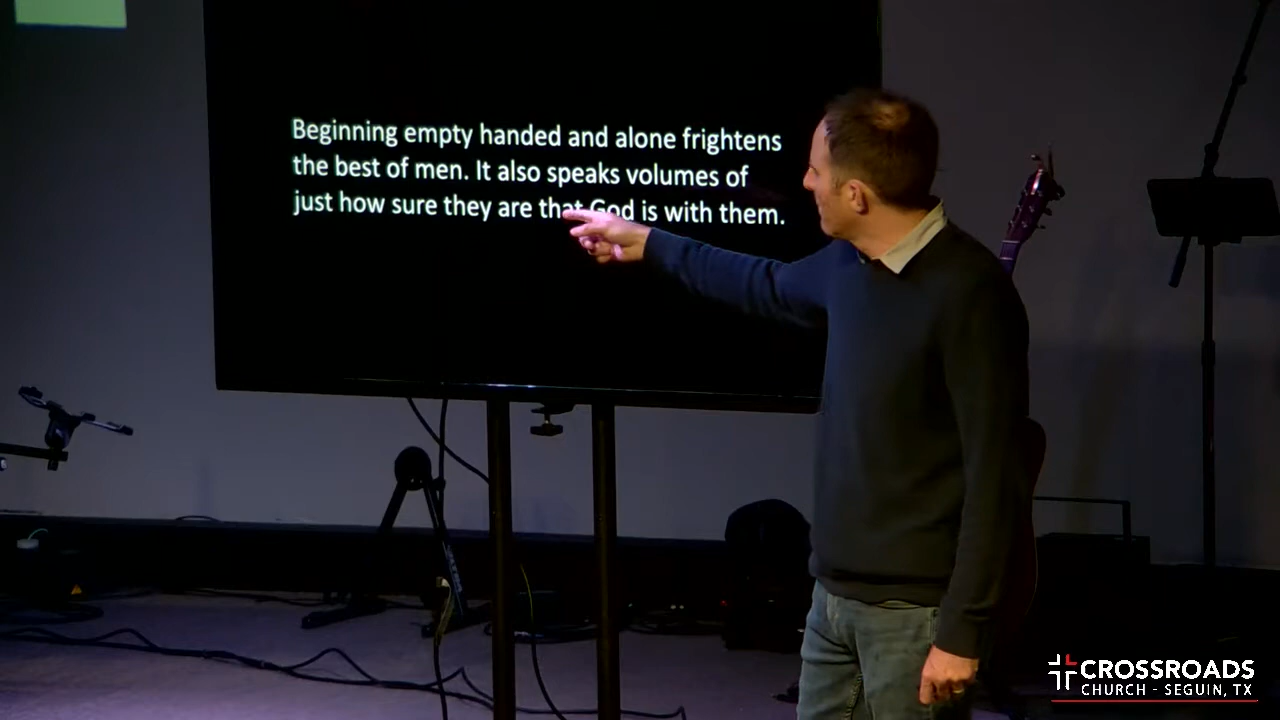 Beginning empty handed and alone frightens
the best of men. It also speaks volumes of
just how sure they are that God is with them.
CROSSROADS
CHURCH - SEGUIN, TX